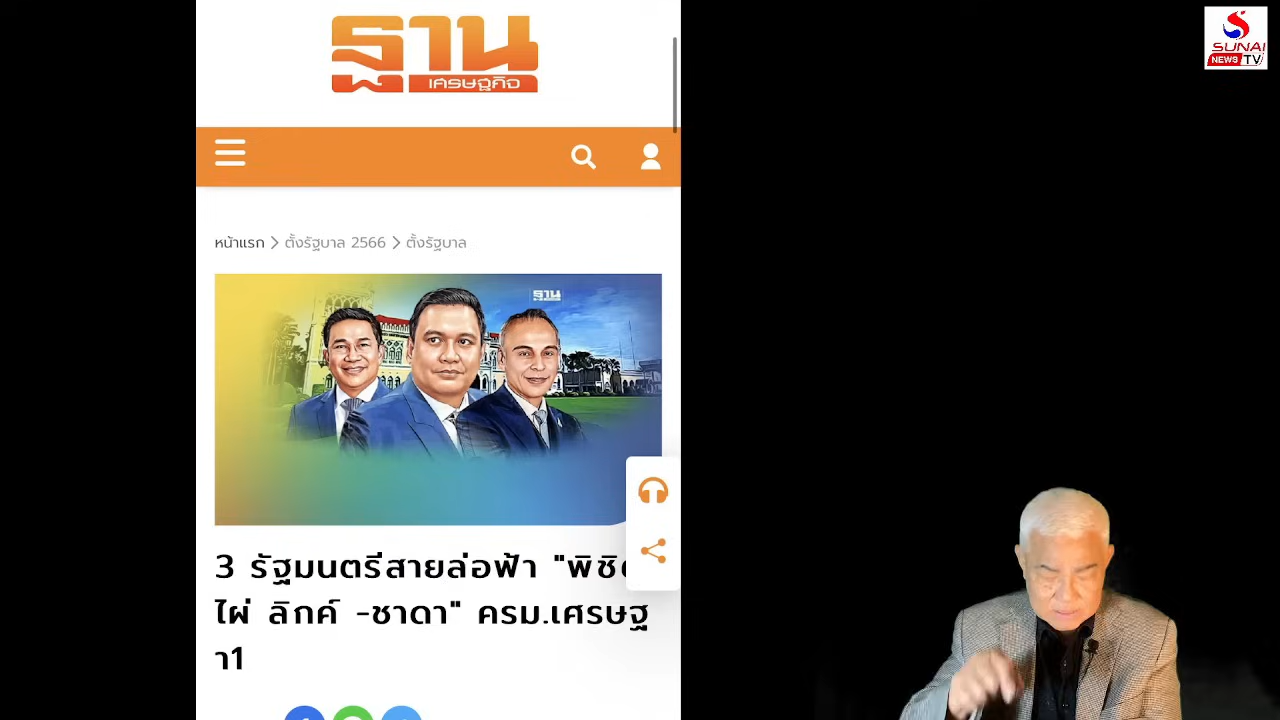 ฐาน
เศรษฐกิจ
SUNAI
NEWS TV
หน้าแรก > ตั้งรัฐบาล 2566 > ตั้งรัฐบาล
ฐาน
3 รัฐมนตรีสายล่อฟ้า "พิชิต
ไผ่ ลิกค์ -ชาดา" ครม.เศรษฐ
า1